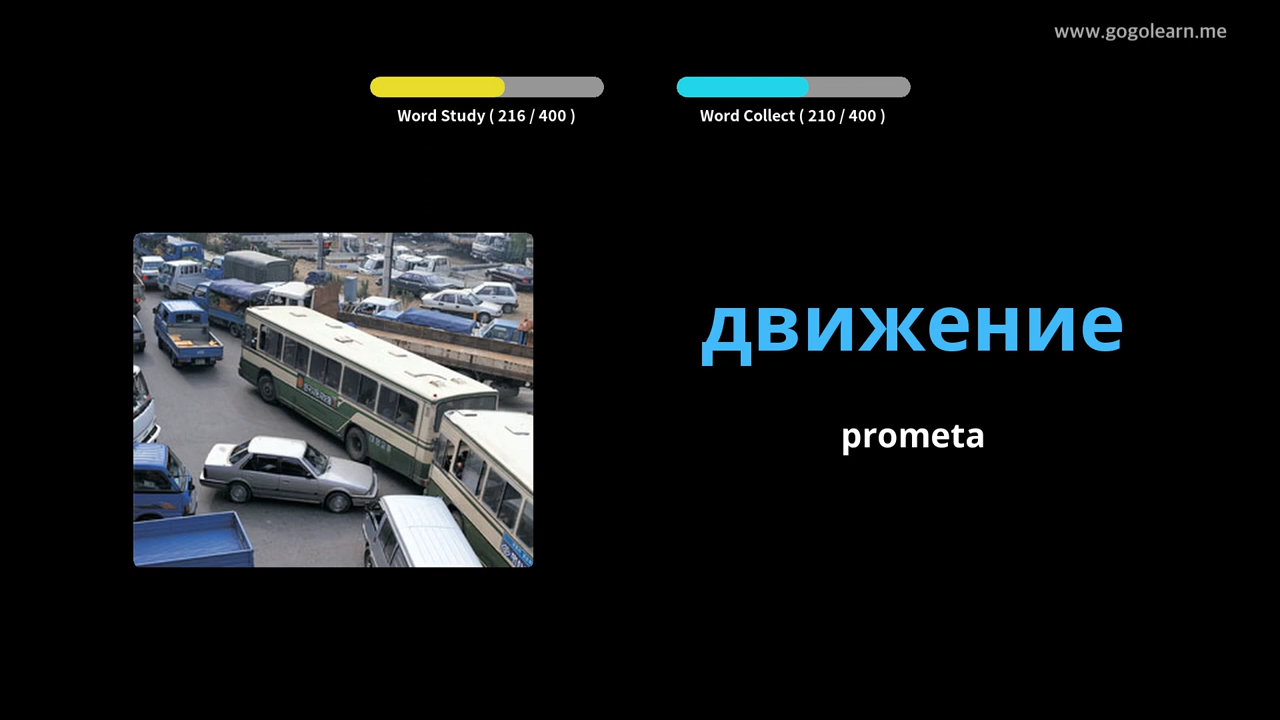 www.gogolearn.me
Word Study ( 216 / 400 )
Word Collect ( 210 / 400 )
движение
prometa